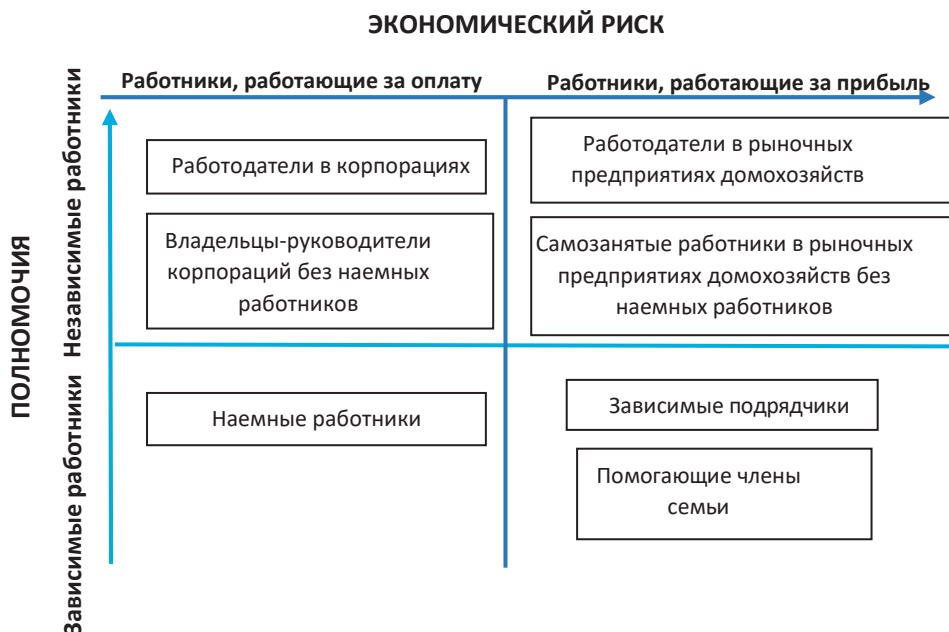 ЭКОНОМИЧЕСКИЙ РИСК
Работники, работающие за оплату
Работники, работающие за прибыль
ПОЛНОМОЧИЯ
Независимые работники
Работодатели в корпорациях
Работодатели в рыночных
предприятиях домохозяйств
Владельцы-руководители
корпораций без наемных
работников
Самозанятые работники в рыночных
предприятиях домохозяйств без
наемных работников
Зависимые работники
Наемные работники
Зависимые подрядчики
Помогающие члены
семьи